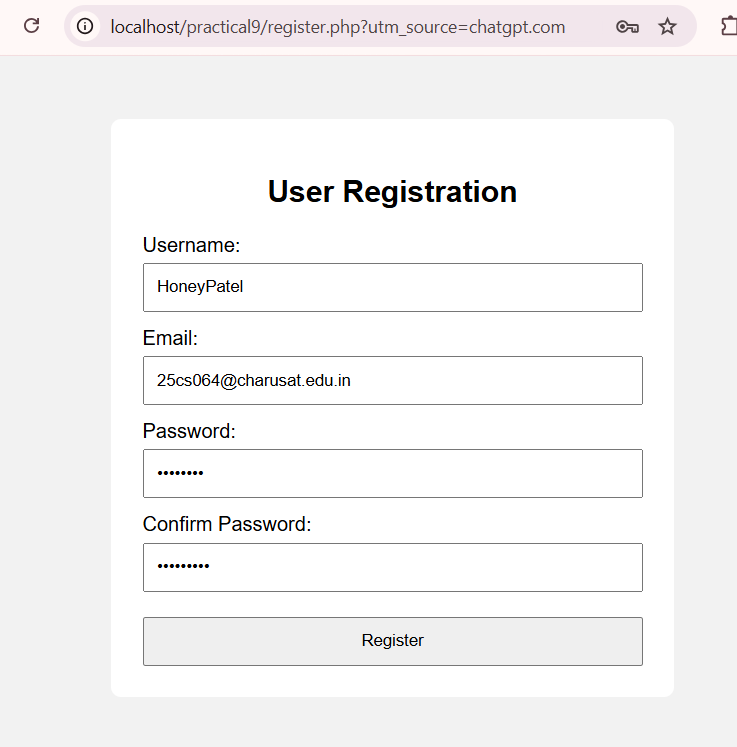 localhost/practical9/register.php?utm_source=chatgpt.com
User Registration
Username:
HoneyPatel
Email:
25cs064@charusat.edu.in
Password:
••••••••
Confirm Password:
•••••••••
Register